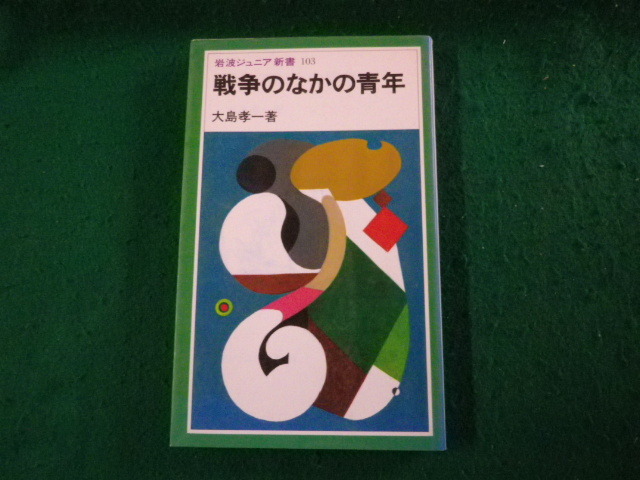 岩波ジュニア新書 103
戦争のなかの青年
大島孝一著